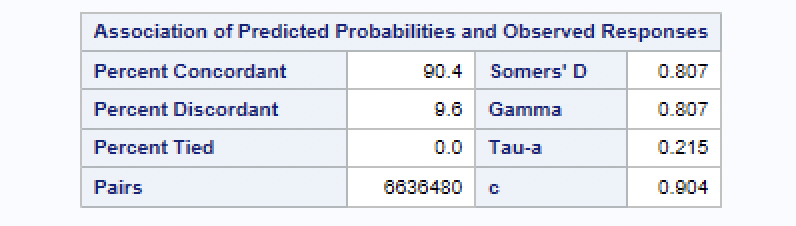 Association of Predicted Probabilities and Observed Responses
Percent Concordant 90.4 Somers' D 0.807
Percent Discordant 9.6 Gamma 0.807
Percent Tied 0.0 Tau-a 0.215
Pairs 6636480 c 0.904